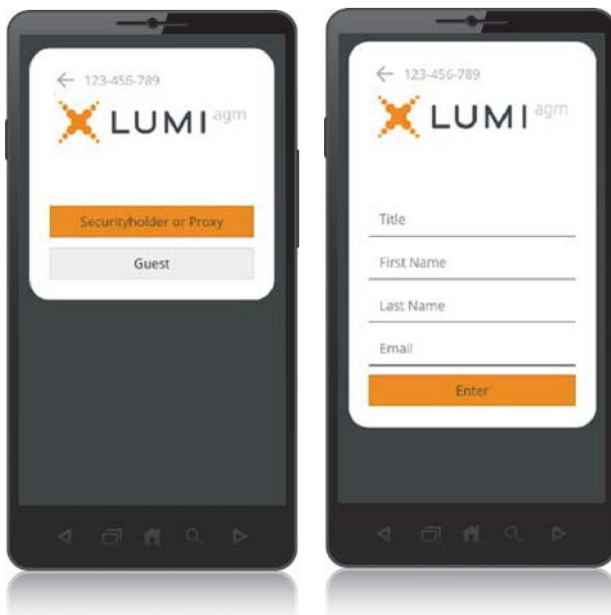 123-456-789
LUMI agm
Securityholder or Proxy
Guest
123-456-789
LUMI agm
Title
First Name
Last Name
Email
Enter